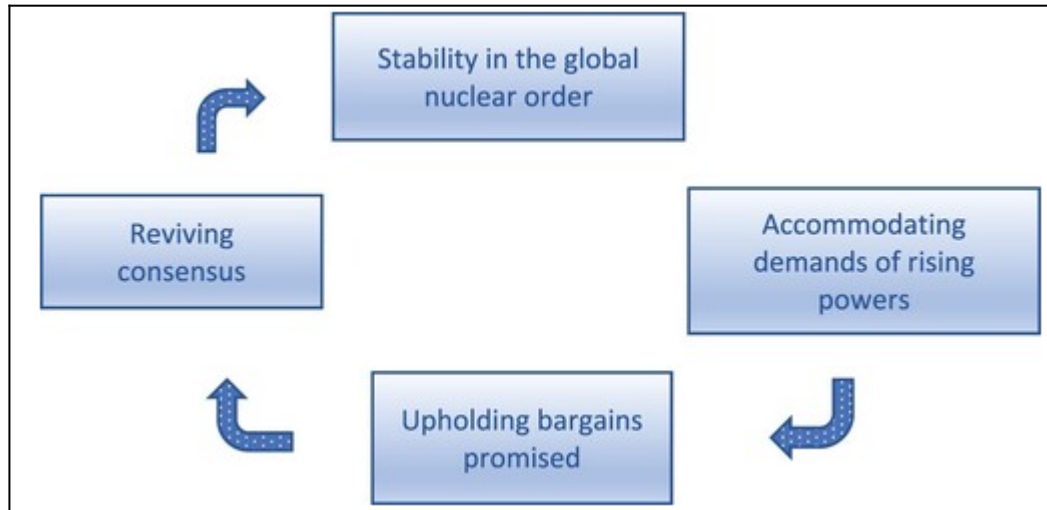 Stability in the global
nuclear order
Accommodating
demands of rising
powers
Upholding bargains
promised
Reviving
consensus